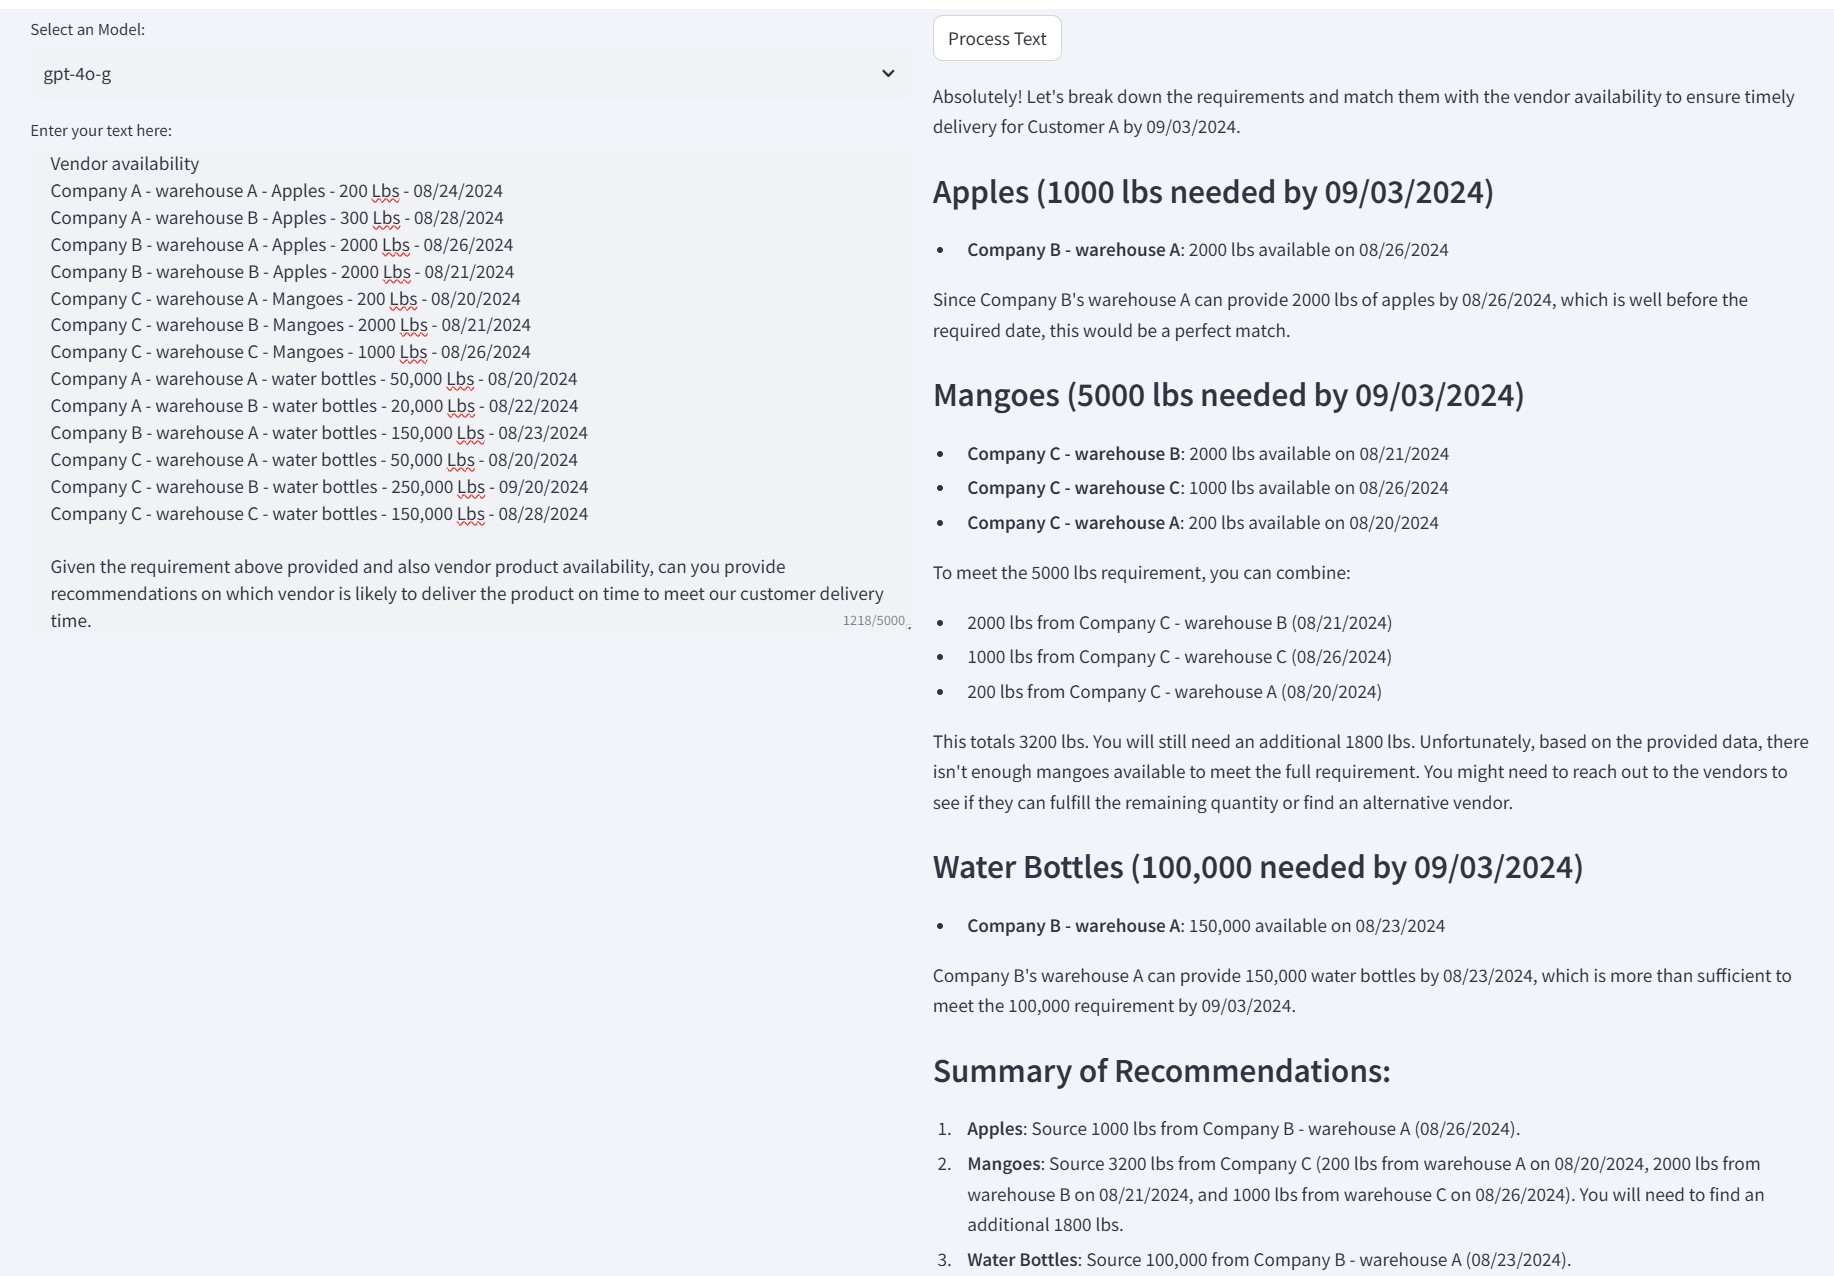 Select an Model:
gpt-4o-g
Enter your text here:
Vendor availability
Company A - warehouse A - Apples - 200 Lbs - 08/24/2024
Company A - warehouse B - Apples - 300 Lbs - 08/28/2024
Company B - warehouse A - Apples - 2000 Lbs - 08/26/2024
Company B - warehouse B - Apples - 2000 Lbs - 08/21/2024
Company C - warehouse A - Mangoes - 200 Lbs - 08/20/2024
Company C - warehouse B - Mangoes - 2000 Lbs - 08/21/2024
Company C - warehouse C - Mangoes - 1000 Lbs - 08/26/2024
Company A - warehouse A - water bottles - 50,000 Lbs - 08/20/2024
Company A - warehouse B - water bottles - 20,000 Lbs - 08/22/2024
Company B - warehouse A - water bottles - 150,000 Lbs - 08/23/2024
Company C - warehouse A - water bottles - 50,000 Lbs - 08/20/2024
Company C - warehouse B - water bottles - 250,000 Lbs - 09/20/2024
Company C - warehouse C - water bottles - 150,000 Lbs - 08/28/2024
Given the requirement above provided and also vendor product availability, can you provide
recommendations on which vendor is likely to deliver the product on time to meet our customer delivery
time.
1218/5000
Process Text
Absolutely! Let's break down the requirements and match them with the vendor availability to ensure timely
delivery for Customer A by 09/03/2024.
Apples (1000 lbs needed by 09/03/2024)
• Company B - warehouse A: 2000 lbs available on 08/26/2024
Since Company B's warehouse A can provide 2000 lbs of apples by 08/26/2024, which is well before the
required date, this would be a perfect match.
Mangoes (5000 lbs needed by 09/03/2024)
• Company C - warehouse B: 2000 lbs available on 08/21/2024
• Company C - warehouse C: 1000 lbs available on 08/26/2024
• Company C - warehouse A: 200 lbs available on 08/20/2024
To meet the 5000 lbs requirement, you can combine:
• 2000 lbs from Company C - warehouse B (08/21/2024)
• 1000 lbs from Company C - warehouse C (08/26/2024)
• 200 lbs from Company C - warehouse A (08/20/2024)
This totals 3200 lbs. You will still need an additional 1800 lbs. Unfortunately, based on the provided data, there
isn't enough mangoes available to meet the full requirement. You might need to reach out to the vendors to
see if they can fulfill the remaining quantity or find an alternative vendor.
Water Bottles (100,000 needed by 09/03/2024)
• Company B - warehouse A: 150,000 available on 08/23/2024
Company B's warehouse A can provide 150,000 water bottles by 08/23/2024, which is more than sufficient to
meet the 100,000 requirement by 09/03/2024.
Summary of Recommendations:
1. Apples: Source 1000 lbs from Company B - warehouse A (08/26/2024).
2. Mangoes: Source 3200 lbs from Company C (200 lbs from warehouse A on 08/20/2024, 2000 lbs from
warehouse B on 08/21/2024, and 1000 lbs from warehouse C on 08/26/2024). You will need to find an
additional 1800 lbs.
3. Water Bottles: Source 100,000 from Company B - warehouse A (08/23/2024).